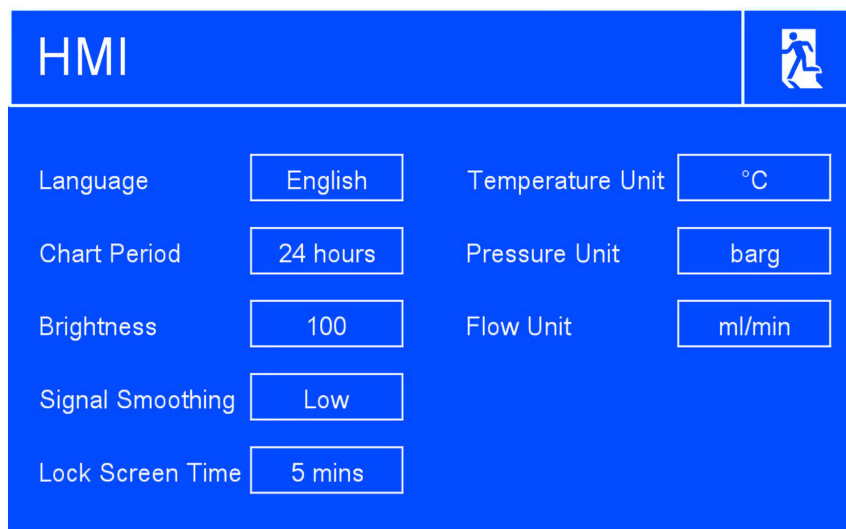 HMI
Language English Temperature Unit °C
Chart Period 24 hours Pressure Unit barg
Brightness 100 Flow Unit ml/min
Signal Smoothing Low
Lock Screen Time 5 mins